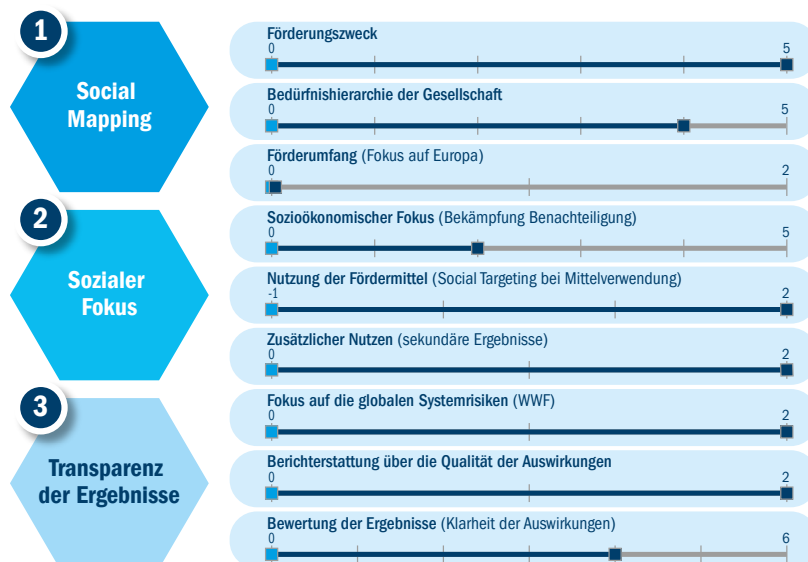 1
Social
Mapping
Förderungszweck
0 5
Bedürfnishierarchie der Gesellschaft
0 5
Förderumfang (Fokus auf Europa)
0 2
2
Sozialer
Fokus
Sozioökonomischer Fokus (Bekämpfung Benachteiligung)
0 5
Nutzung der Fördermittel (Social Targeting bei Mittelverwendung)
-1 2
Zusätzlicher Nutzen (sekundäre Ergebnisse)
0 2
3
Transparenz
der Ergebnisse
Fokus auf die globalen Systemrisiken (WWF)
0 2
Berichterstattung über die Qualität der Auswirkungen
0 2
Bewertung der Ergebnisse (Klarheit der Auswirkungen)
0 6